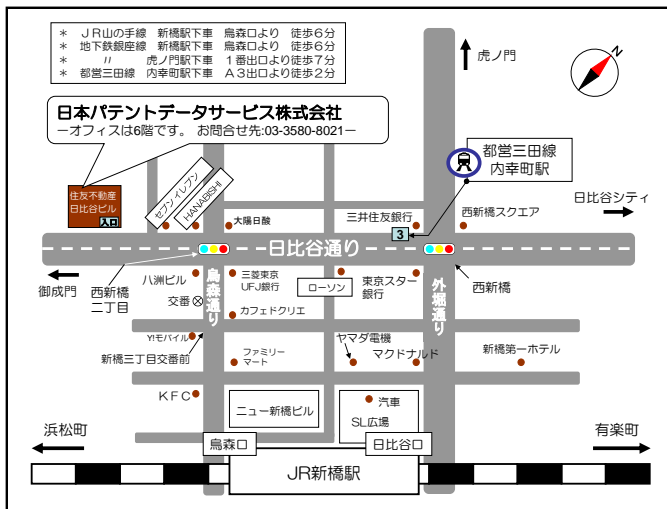 * ＪＲ山の手線 新橋駅下車 烏森口より 徒歩６分
* 地下鉄銀座線 新橋駅下車 烏森口より 徒歩６分
* 〃 虎ノ門駅下車 １番出口より徒歩７分
* 都営三田線 内幸町駅下車 Ａ３出口より徒歩２分
N
虎ノ門
日本パテントデータサービス株式会社
－オフィスは6階です。 お問合せ先:03-3580-8021－
都営三田線
内幸町駅
住友不動産
日比谷ビル
入口
セブンイレブン
HANABISHI
大陽日酸
三井住友銀行
3
西新橋スクエア
日比谷シティ
日比谷通り
御成門
西新橋
二丁目
八洲ビル
交番
烏森通り
三菱東京
UFJ銀行
ローソン
東京スター
銀行
外堀通り
西新橋
カフェドクリエ
Y!モバイル
新橋三丁目交番前
ファミリー
マート
ヤマダ電機
マクドナルド
新橋第一ホテル
ＫＦＣ
ニュー新橋ビル
汽車
SL広場
浜松町
烏森口
日比谷口
有楽町
JR新橋駅